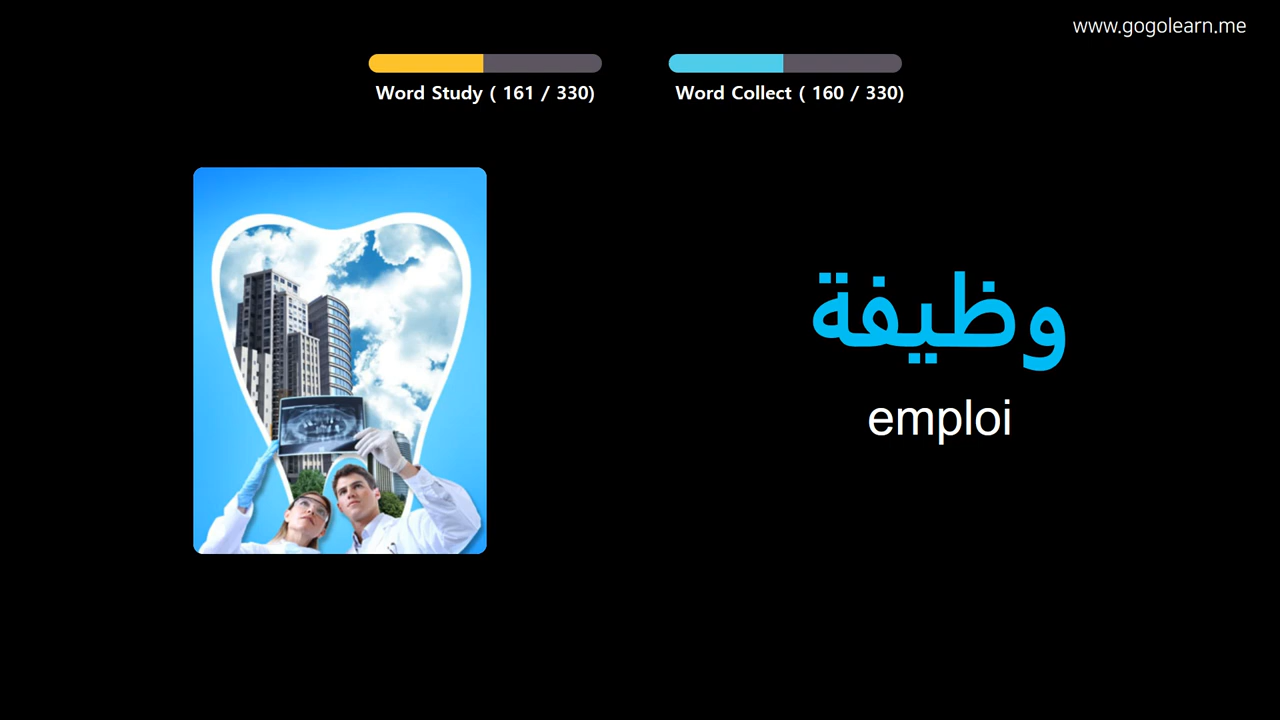 www.gogolearn.me
Word Study ( 161 / 330)
Word Collect ( 160 / 330)
وظيفة
emploi